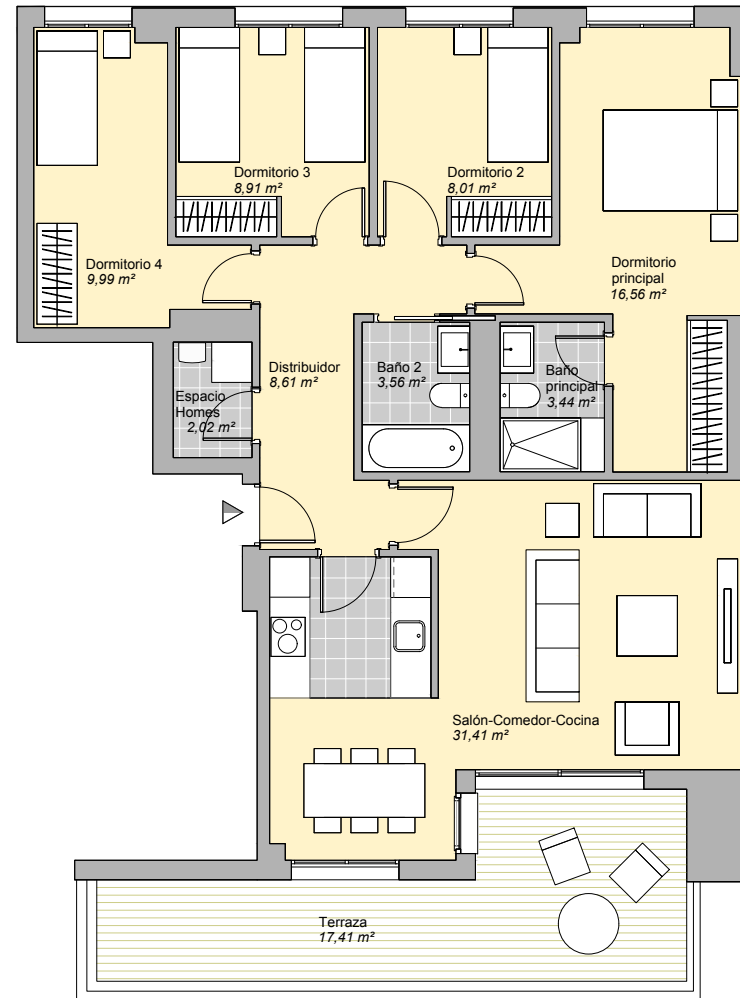 Dormitorio 3
8,91 m²
Dormitorio 2
8,01 m²
Dormitorio 4
9,99 m²
Dormitorio
principal
16,56 m²
Distribuidor
8,61 m²
Baño 2
3,56 m²
Baño
principal
3,44 m²
Espacio
Homes
2,02 m²
Salón-Comedor-Cocina
31,41 m²
Terraza
17,41 m²